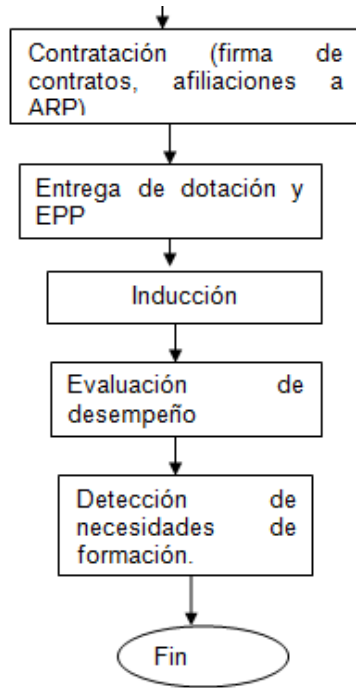 Contratación (firma de
contratos, afiliaciones a
ARP)
Entrega de dotación y
EPP
Inducción
Evaluación de
desempeño
Detección de
necesidades de
formación.
Fin